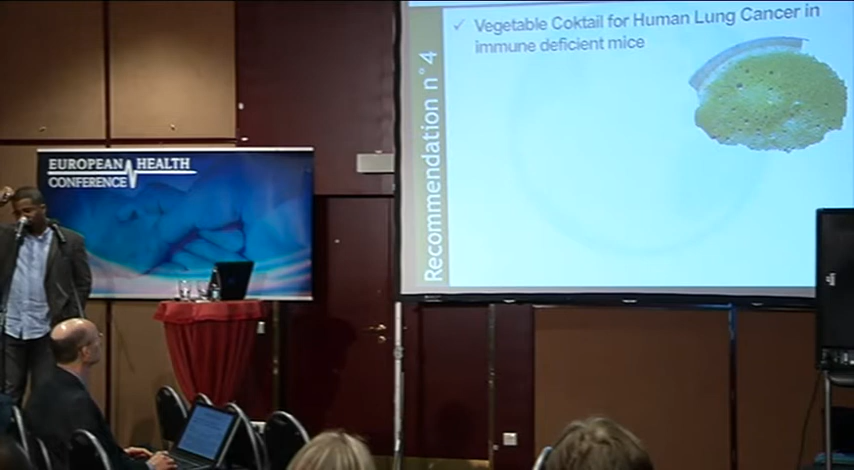 EUROPEAN HEALTH
CONFERENCE
Recommendation n°4
✓ Vegetable Coktail for Human Lung Cancer in
immune deficient mice